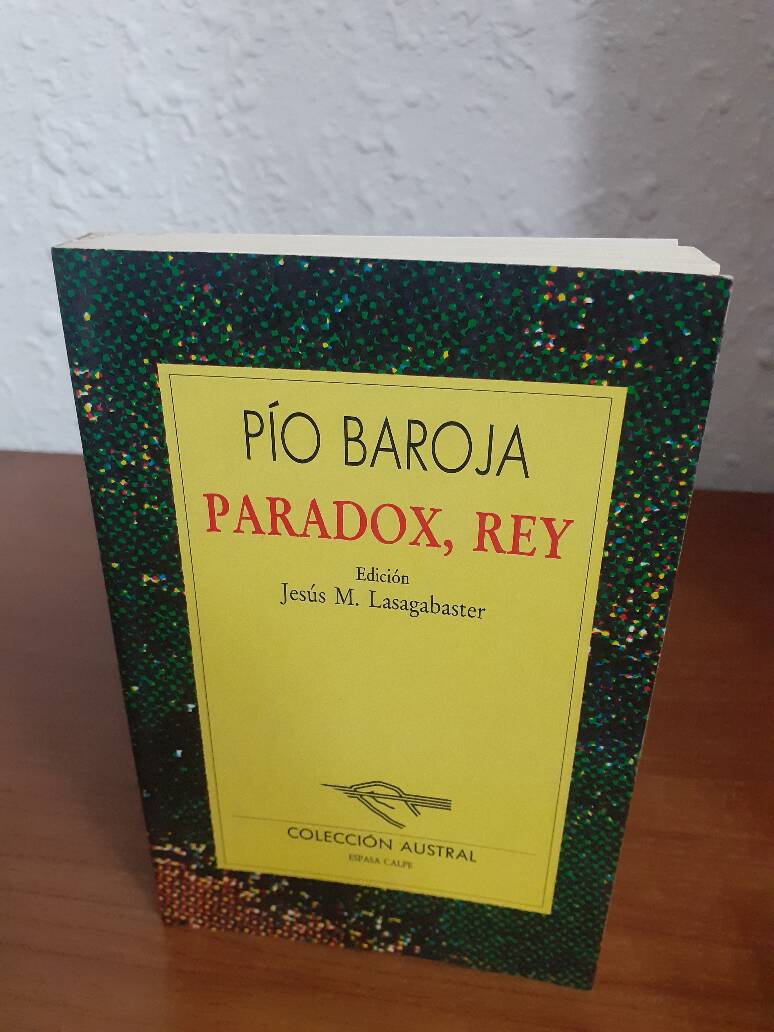 PÍO BAROJA
PARADOX, REY
Edición
Jesús M. Lasagabaster
COLECCIÓN AUSTRAL
ESPASA CALPE